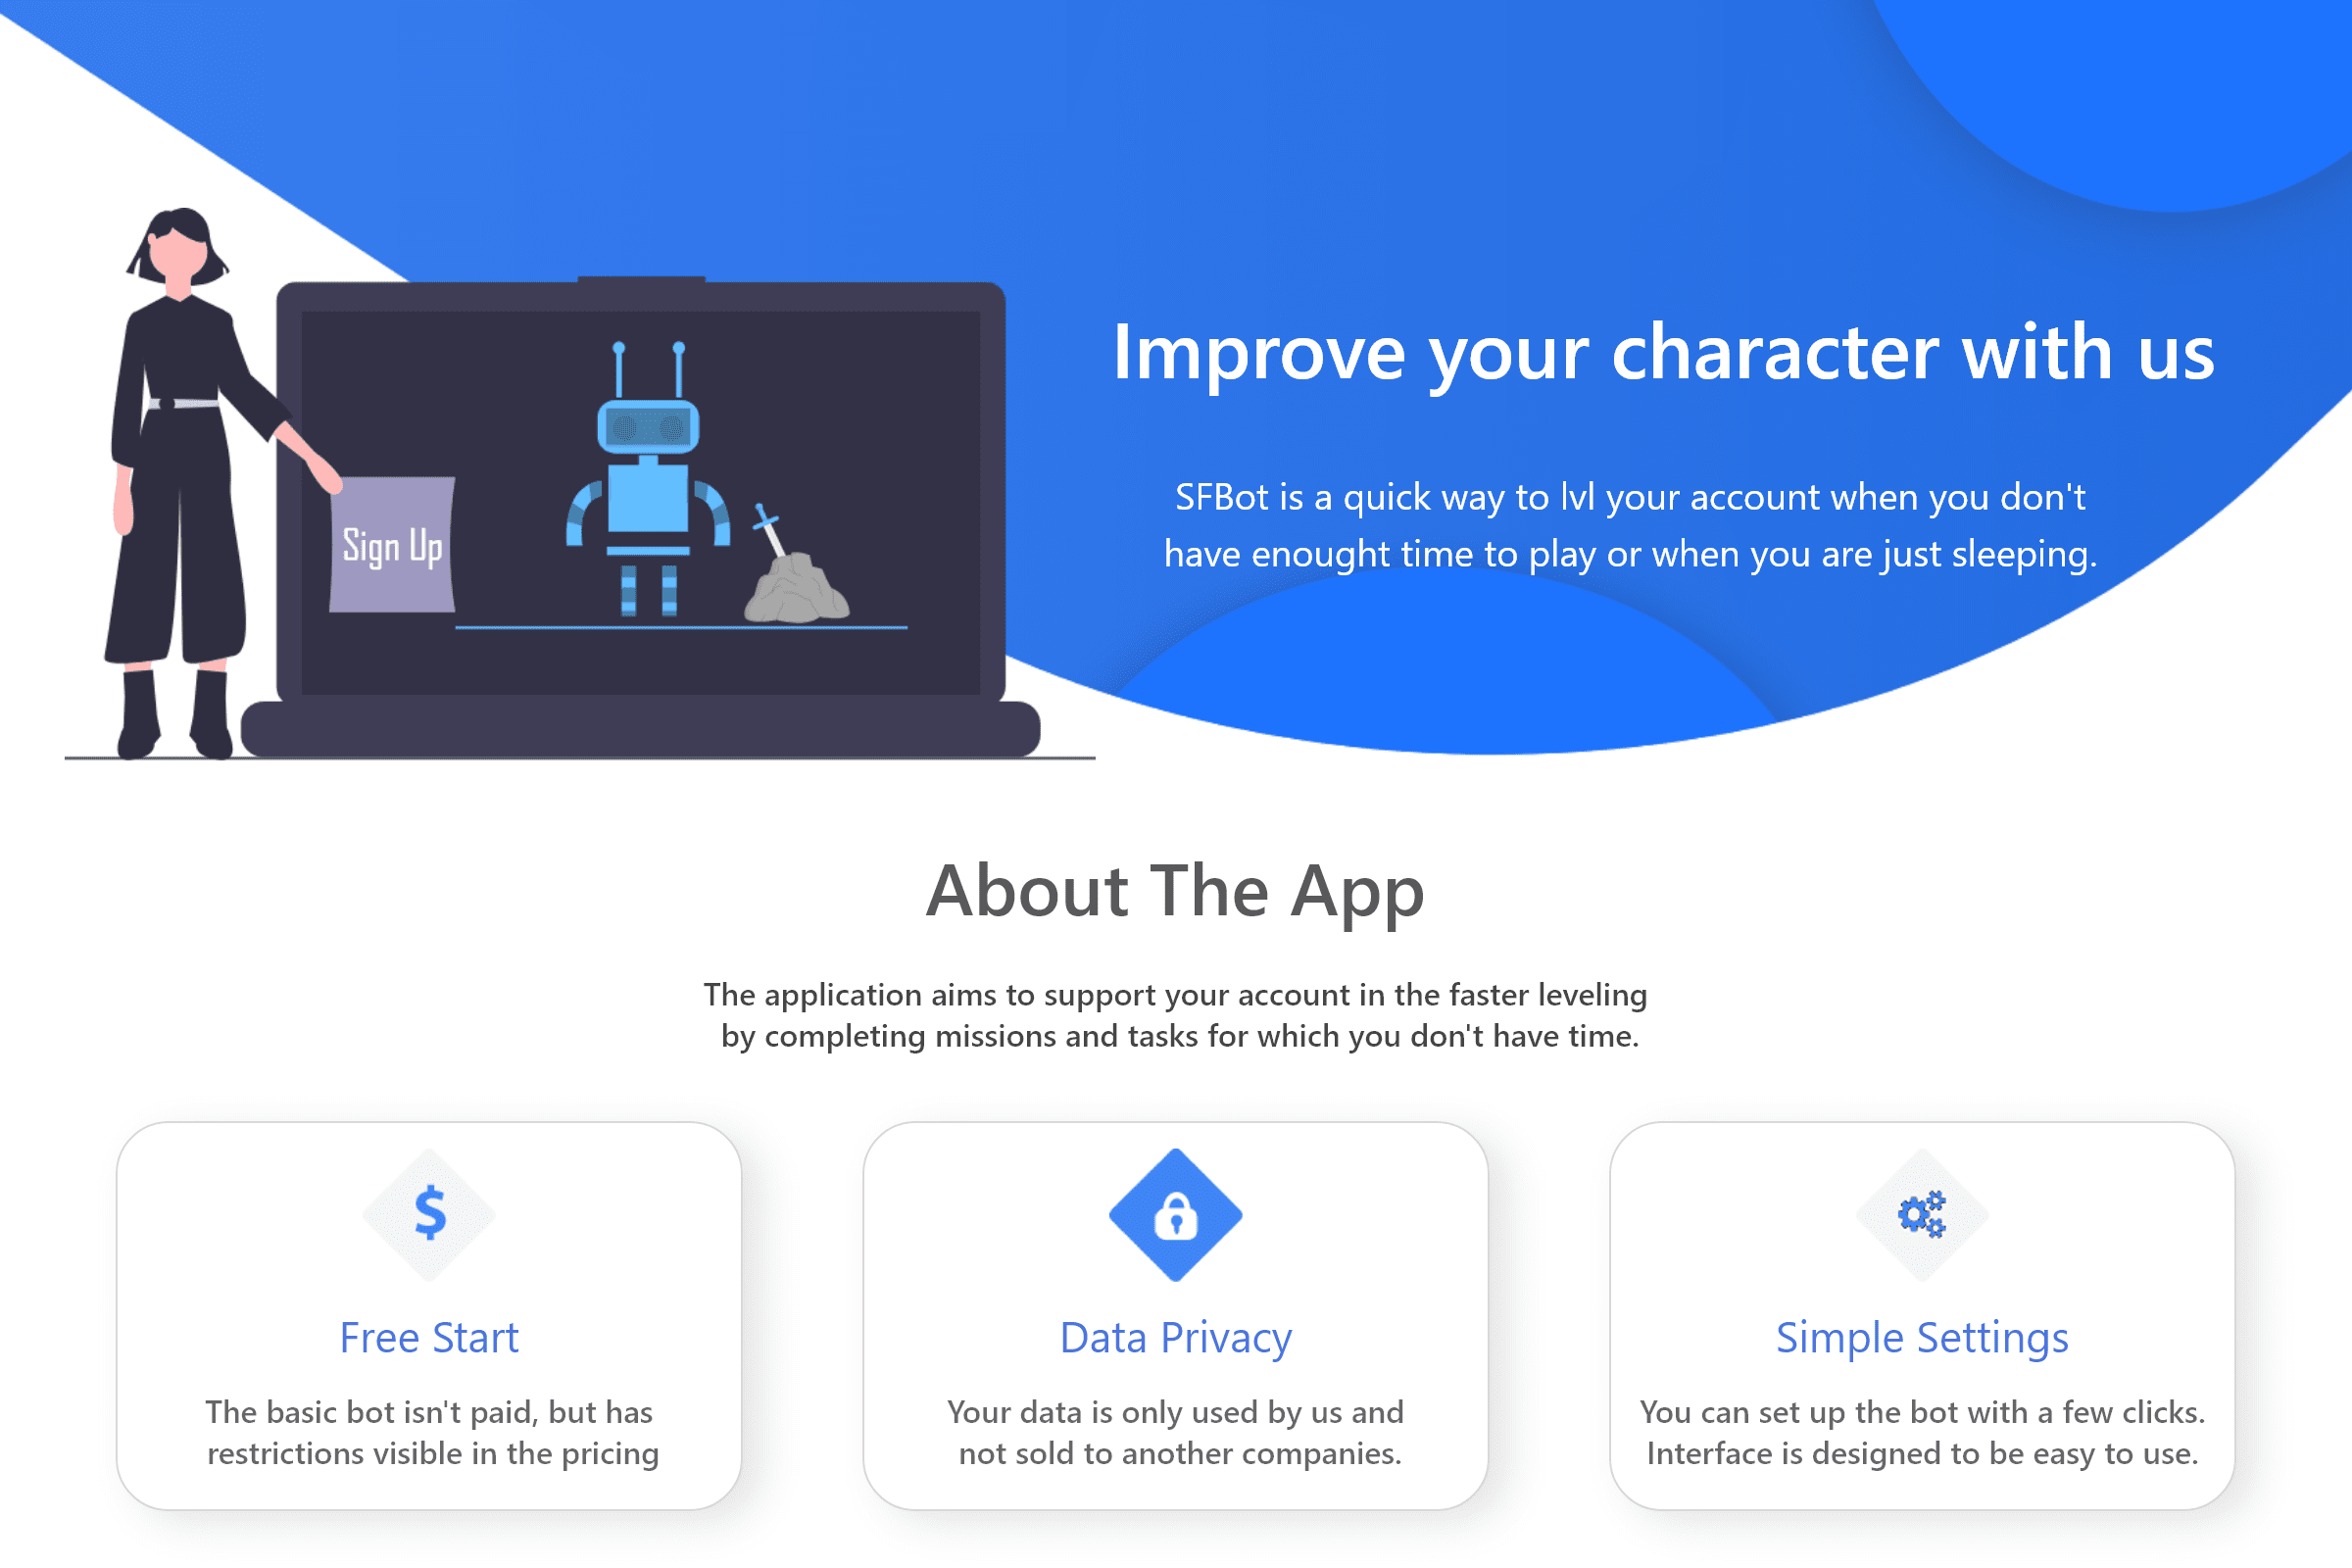 Improve your character with us
SFBot is a quick way to lvl your account when you don't
have enought time to play or when you are just sleeping.
Sign Up
About The App
The application aims to support your account in the faster leveling
by completing missions and tasks for which you don't have time.
$
Free Start
The basic bot isn't paid, but has
restrictions visible in the pricing
Data Privacy
Your data is only used by us and
not sold to another companies.
Simple Settings
You can set up the bot with a few clicks.
Interface is designed to be easy to use.